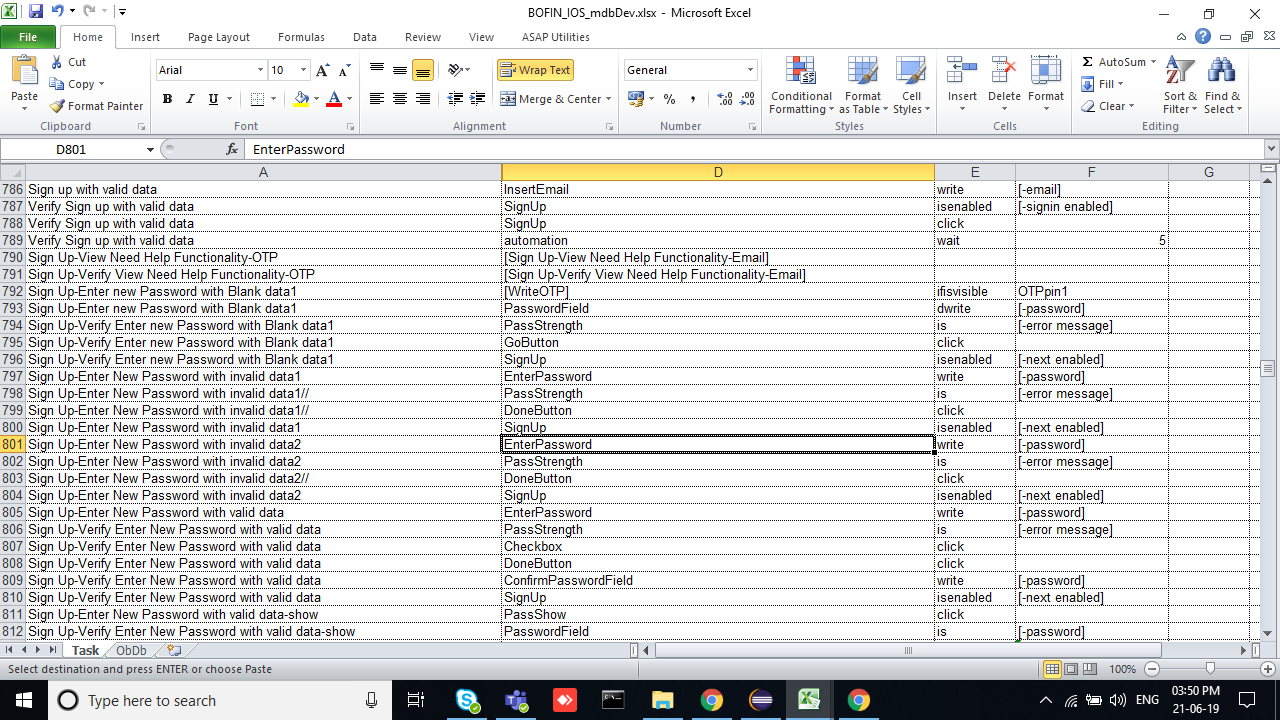 BOFIN_IOS_mdbDev.xlsx - Microsoft Excel
File Home Insert Page Layout Formulas Data Review View ASAP Utilities
Paste Cut Copy Format Painter Clipboard
Arial 10 B I U A A A Font
Wrap Text Merge & Center Alignment
General % , .00 .0 Number
Conditional Formatting Format as Table Cell Styles Styles
Insert Delete Format Cells
Σ AutoSum Fill Clear Sort & Filter Find & Select Editing
D801 fx EnterPassword
A D E F G
786 Sign up with valid data InsertEmail write [-email]
787 Verify Sign up with valid data SignUp isenabled [-signin enabled]
788 Verify Sign up with valid data SignUp click
789 Verify Sign up with valid data automation wait 5
790 Sign Up-View Need Help Functionality-OTP [Sign Up-View Need Help Functionality-Email]
791 Sign Up-Verify View Need Help Functionality-OTP [Sign Up-Verify View Need Help Functionality-Email]
792 Sign Up-Enter new Password with Blank data1 [WriteOTP] ifisvisible OTPpin1
793 Sign Up-Enter new Password with Blank data1 PasswordField dwrite [-password]
794 Sign Up-Verify Enter new Password with Blank data1 PassStrength is [-error message]
795 Sign Up-Verify Enter new Password with Blank data1 GoButton click
796 Sign Up-Verify Enter new Password with Blank data1 SignUp isenabled [-next enabled]
797 Sign Up-Enter New Password with invalid data1 EnterPassword write [-password]
798 Sign Up-Enter New Password with invalid data1// PassStrength is [-error message]
799 Sign Up-Enter New Password with invalid data1// DoneButton click
800 Sign Up-Enter New Password with invalid data1 SignUp isenabled [-next enabled]
801 Sign Up-Enter New Password with invalid data2 EnterPassword write [-password]
802 Sign Up-Enter New Password with invalid data2 PassStrength is [-error message]
803 Sign Up-Enter New Password with invalid data2// DoneButton click
804 Sign Up-Enter New Password with invalid data2 SignUp isenabled [-next enabled]
805 Sign Up-Enter New Password with valid data EnterPassword write [-password]
806 Sign Up-Verify Enter New Password with valid data PassStrength is [-error message]
807 Sign Up-Verify Enter New Password with valid data Checkbox click
808 Sign Up-Verify Enter New Password with valid data DoneButton click
809 Sign Up-Verify Enter New Password with valid data ConfirmPasswordField write [-password]
810 Sign Up-Verify Enter New Password with valid data SignUp isenabled [-next enabled]
811 Sign Up-Enter New Password with valid data-show PassShow click
812 Sign Up-Verify Enter New Password with valid data-show PasswordField is [-password]
Task ObDb
Select destination and press ENTER or choose Paste 100%
Type here to search ENG 03:50 PM
21-06-19